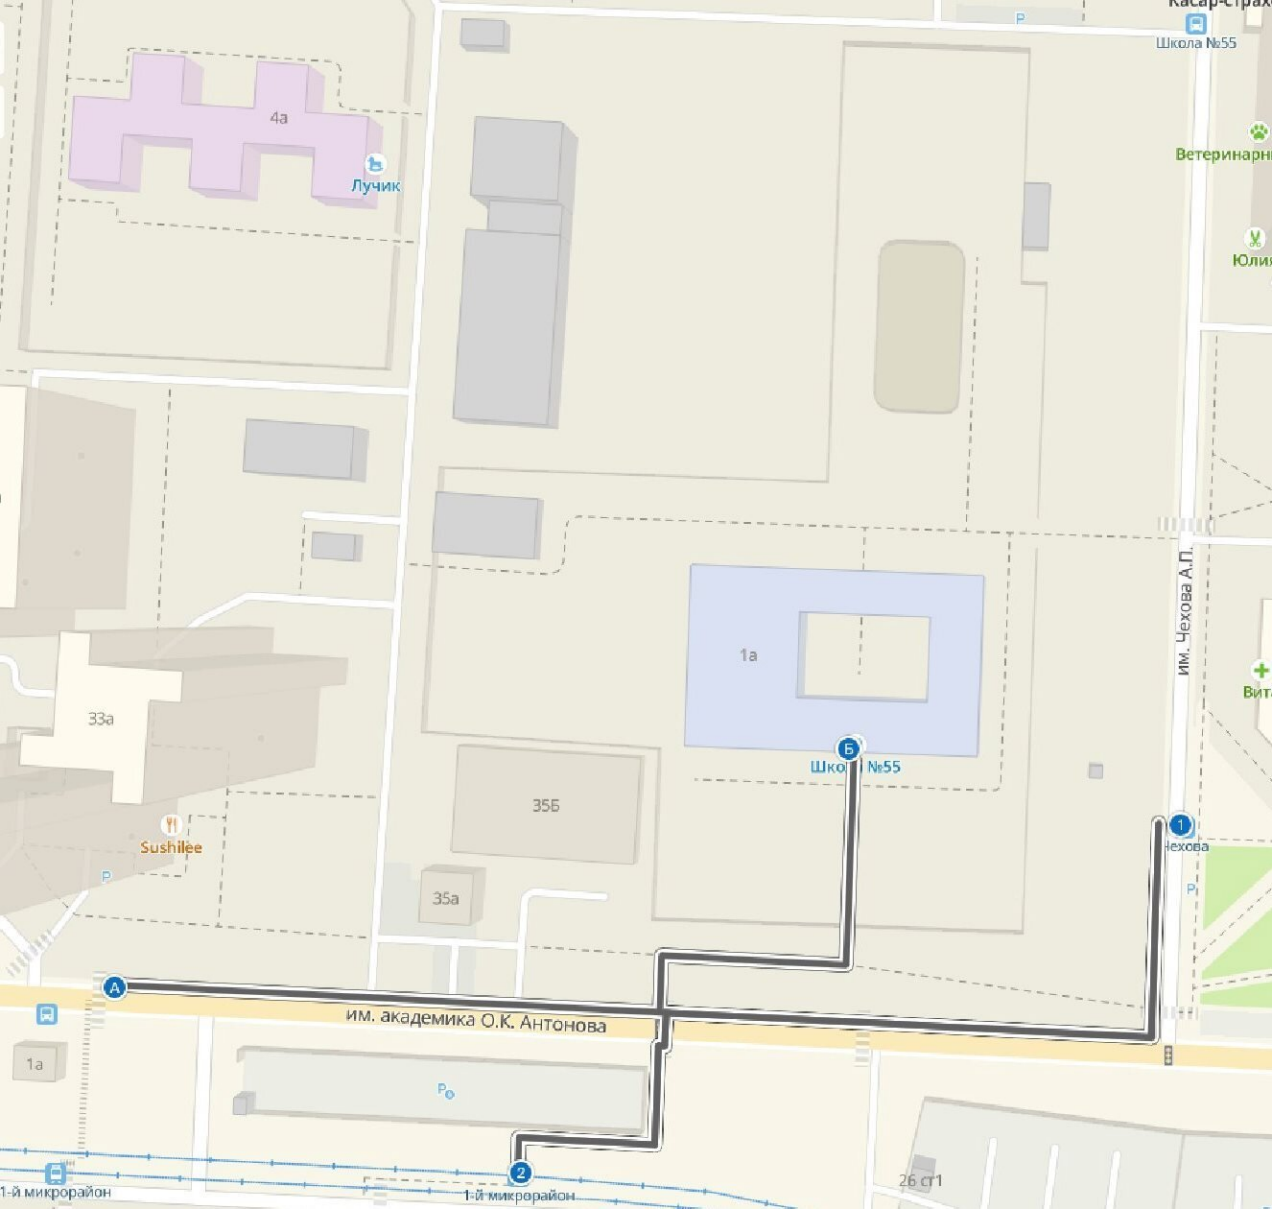 P
Школа №55
4а
Лучик
Ветеринарн
Юлия
им. Чехова А.П.
1а
33а
Б
Школ №55
Вита
35Б
Sushilee
1
Чехова
P
P
35а
А
им. академика О.К. Антонова
1а
P
2
1-й микрорайон
1-й микрорайон
26 ст1